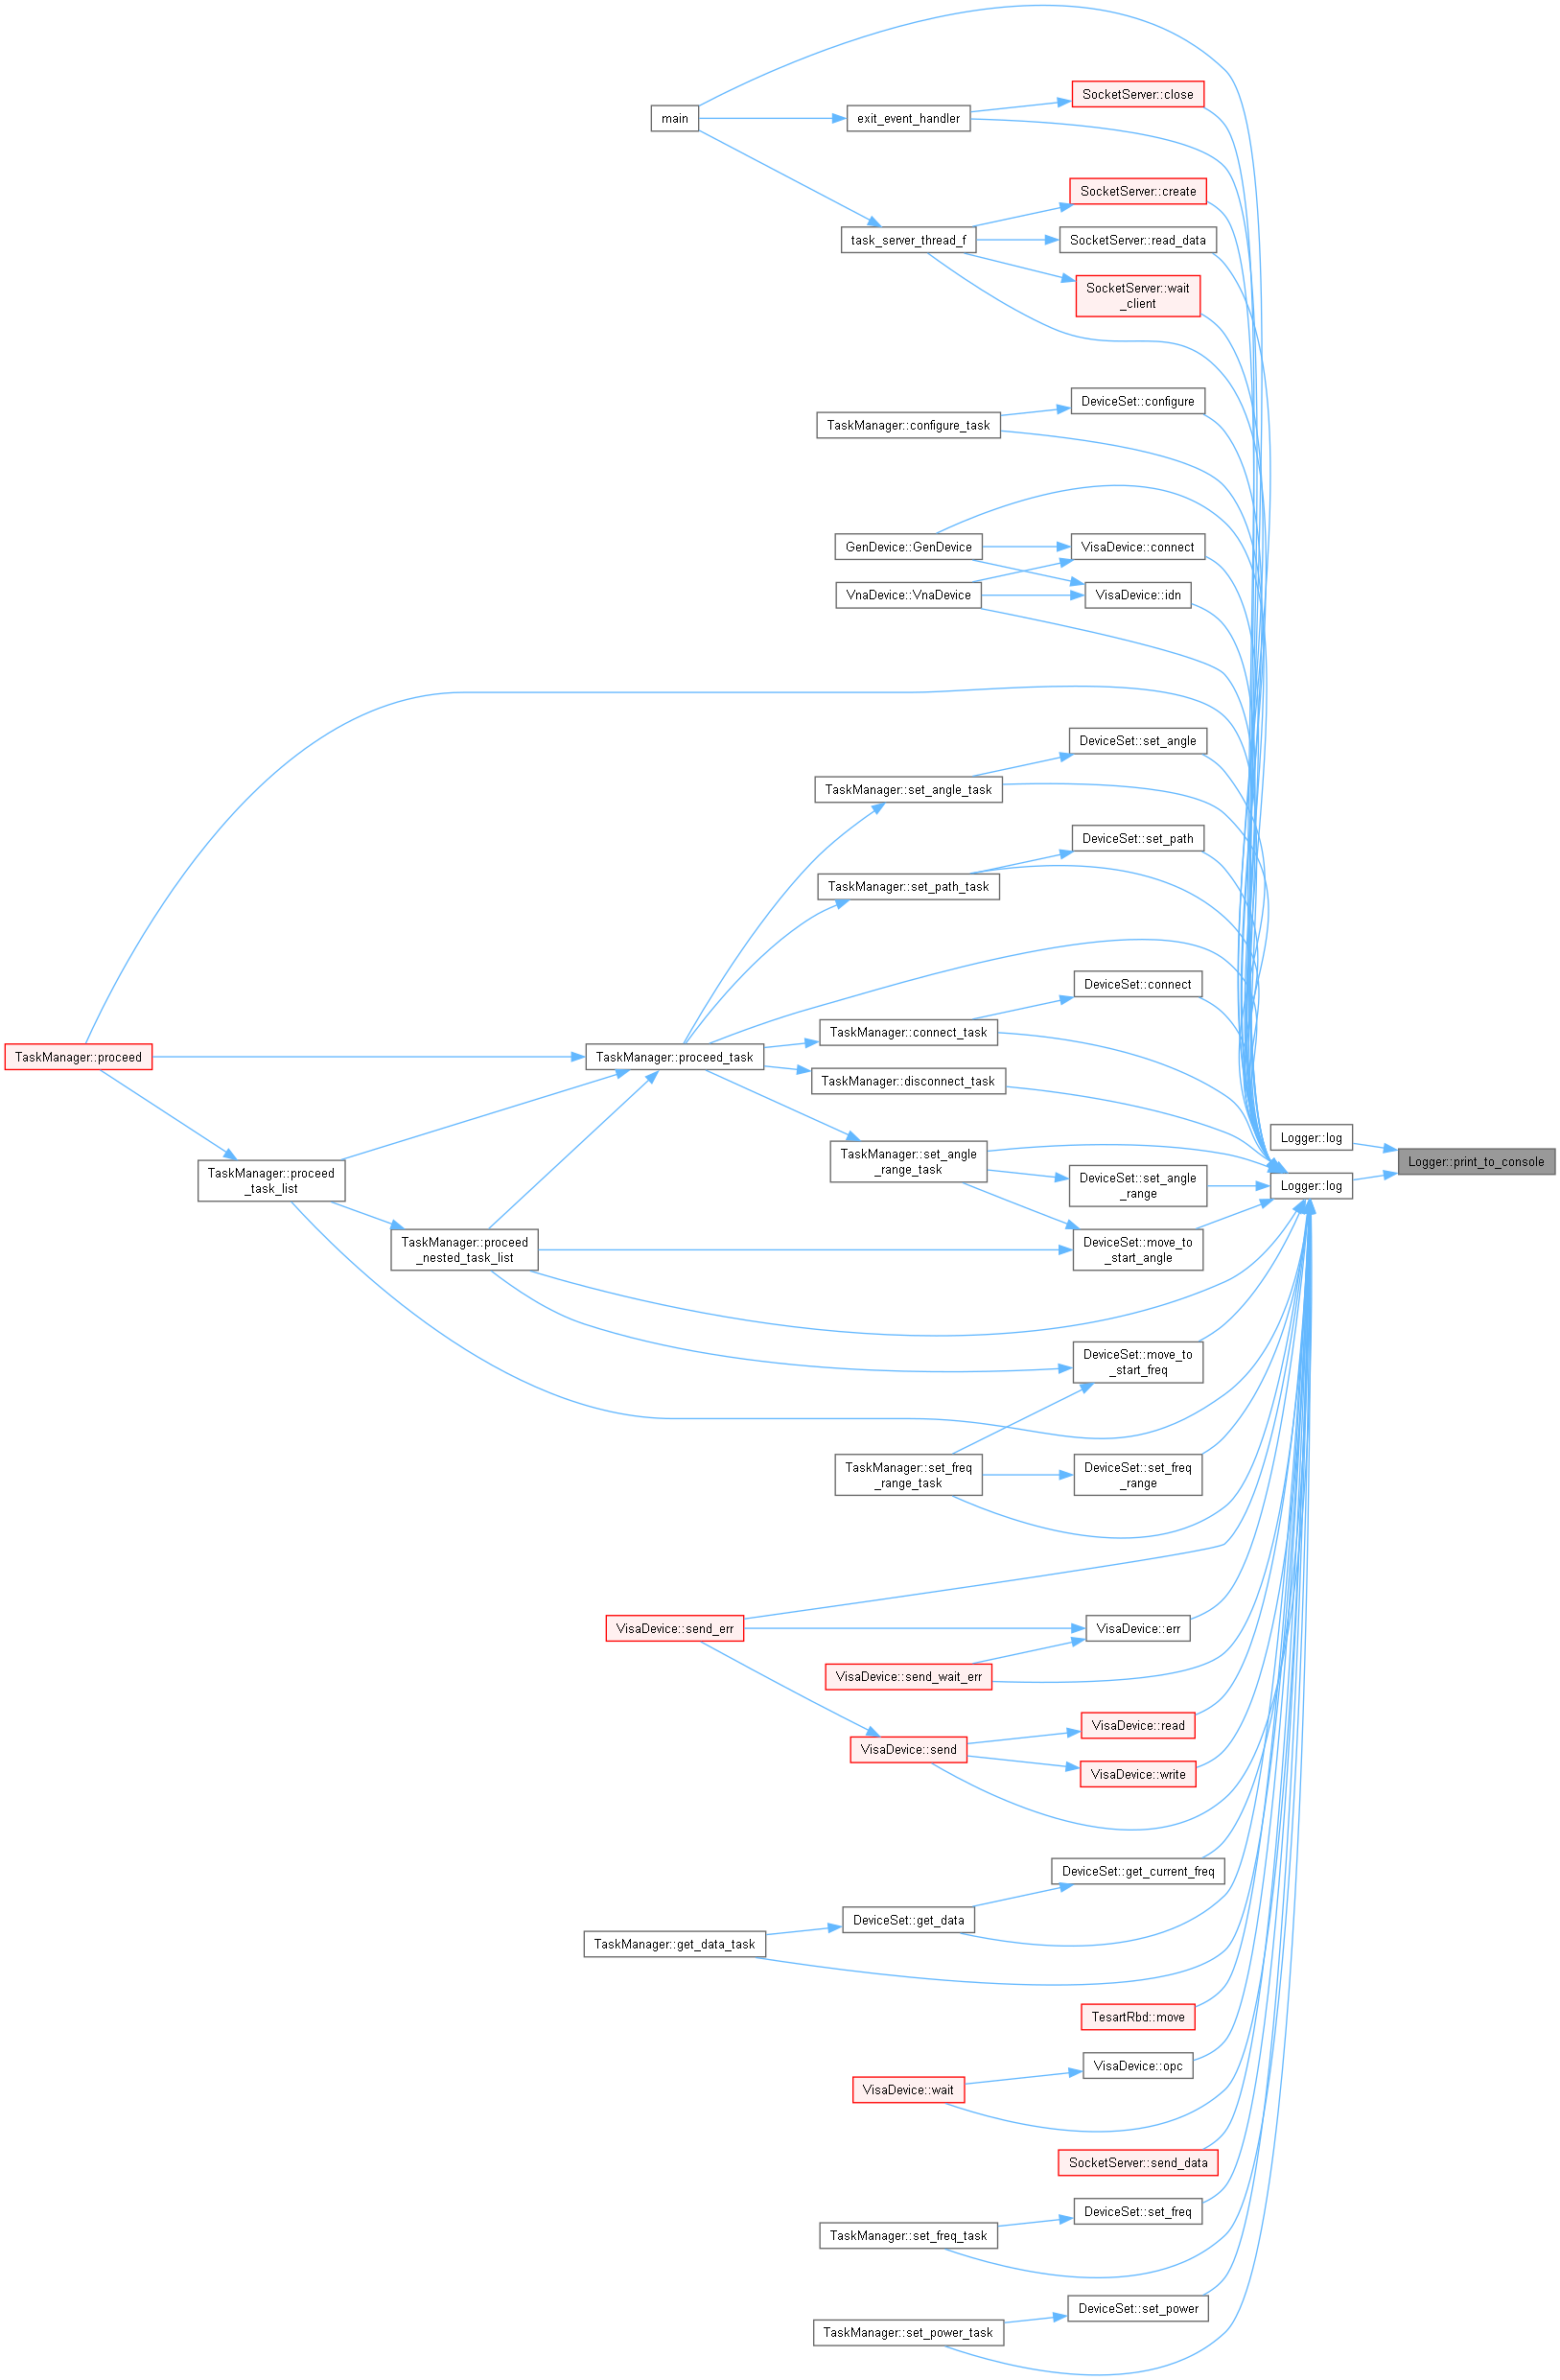 SocketServer::close
main
exit_event_handler
SocketServer::create
task_server_thread_f
SocketServer::read_data
SocketServer::wait
_client
DeviceSet::configure
TaskManager::configure_task
GenDevice::GenDevice
VisaDevice::connect
VnaDevice::VnaDevice
VisaDevice::idn
DeviceSet::set_angle
TaskManager::set_angle_task
DeviceSet::set_path
TaskManager::set_path_task
DeviceSet::connect
TaskManager::connect_task
TaskManager::proceed
TaskManager::proceed_task
TaskManager::disconnect_task
Logger::log
TaskManager::set_angle
_range_task
Logger::print_to_console
TaskManager::proceed
_task_list
DeviceSet::set_angle
_range
Logger::log
TaskManager::proceed
_nested_task_list
DeviceSet::move_to
_start_angle
DeviceSet::move_to
_start_freq
TaskManager::set_freq
_range_task
DeviceSet::set_freq
_range
VisaDevice::send_err
VisaDevice::err
VisaDevice::send_wait_err
VisaDevice::read
VisaDevice::send
VisaDevice::write
DeviceSet::get_current_freq
DeviceSet::get_data
TaskManager::get_data_task
TesartRbd::move
VisaDevice::opc
VisaDevice::wait
SocketServer::send_data
DeviceSet::set_freq
TaskManager::set_freq_task
DeviceSet::set_power
TaskManager::set_power_task